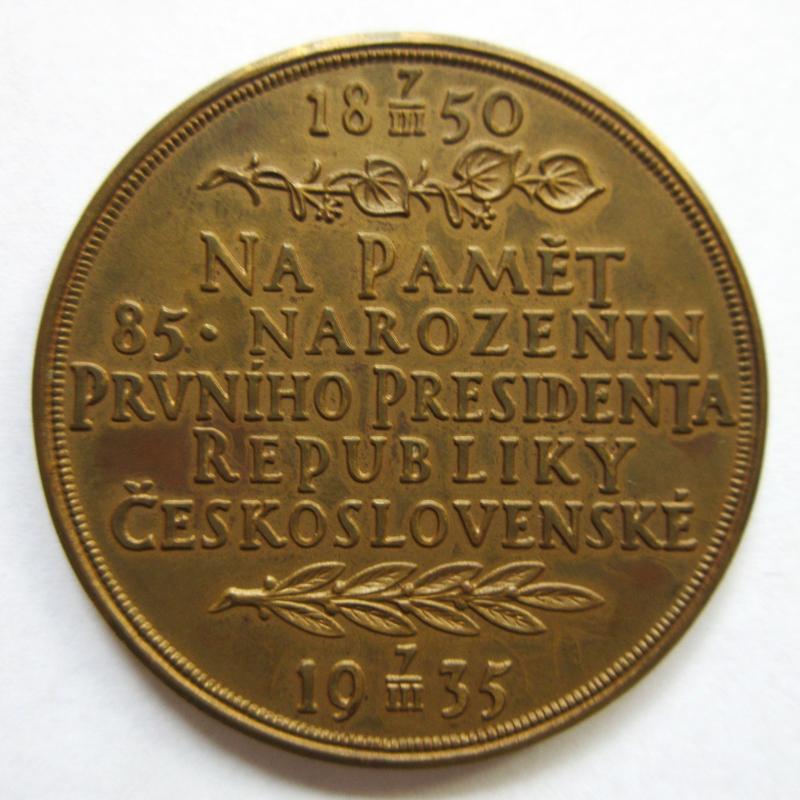 18 7/III 50
NA PAMĚT
85. NAROZENIN
PRVNÍHO PRESIDENTA
REPUBLIKY
ČESKOSLOVENSKÉ
19 7/III 35